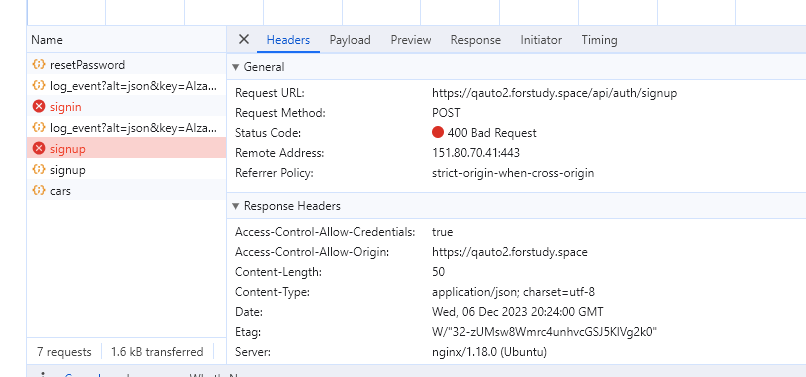 Name
Headers Payload Preview Response Initiator Timing
resetPassword
log_event?alt=json&key=AIza...
signin
log_event?alt=json&key=AIza...
signup
signup
cars
7 requests 1.6 kB transferred
General
Request URL: https://qauto2.forstudy.space/api/auth/signup
Request Method: POST
Status Code: 400 Bad Request
Remote Address: 151.80.70.41:443
Referrer Policy: strict-origin-when-cross-origin
Response Headers
Access-Control-Allow-Credentials: true
Access-Control-Allow-Origin: https://qauto2.forstudy.space
Content-Length: 50
Content-Type: application/json; charset=utf-8
Date: Wed, 06 Dec 2023 20:24:00 GMT
Etag: W/"32-zUMsw8Wmrc4unhvcGSJ5KIVg2k0"
Server: nginx/1.18.0 (Ubuntu)